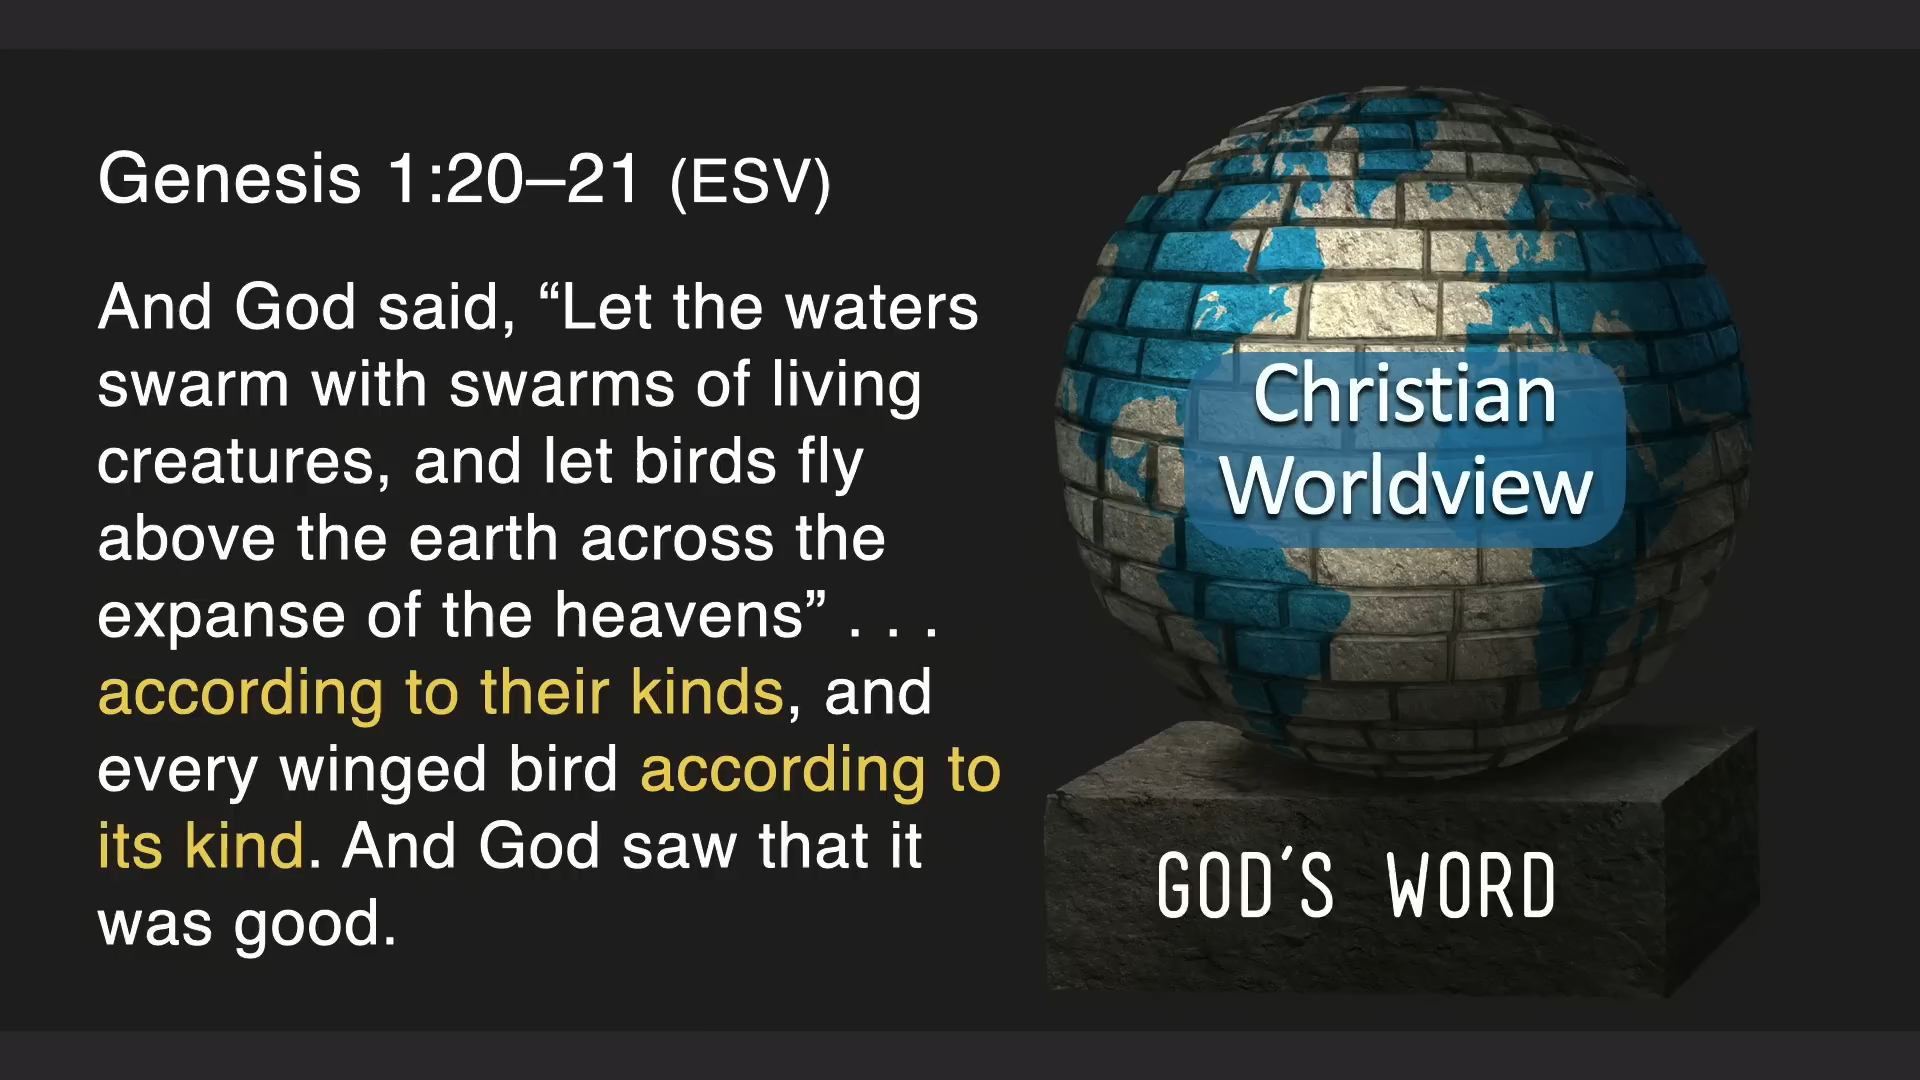 Genesis 1:20–21 (ESV)
And God said, “Let the waters
swarm with swarms of living
creatures, and let birds fly
above the earth across the
expanse of the heavens” . . .
according to their kinds, and
every winged bird according to
its kind. And God saw that it
was good.
Christian
Worldview
GOD'S WORD